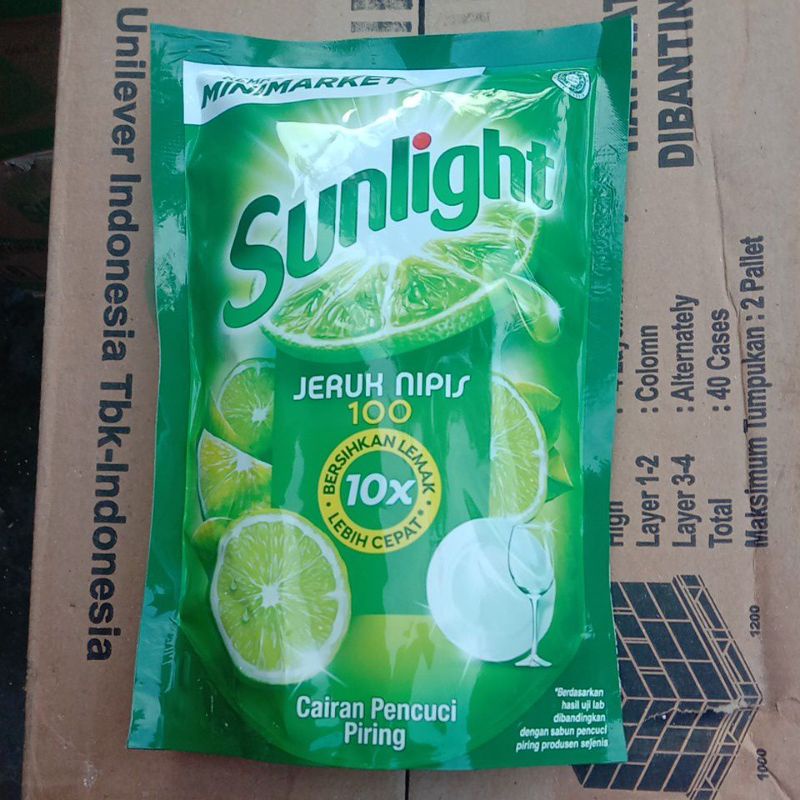 MINIMARKET
Sunlight
JERUK NIPIS
100
BERSIHKAN LEMAK
10x
LEBIH CEPAT*
Cairan Pencuci
Piring
*Berdasarkan
hasil uji lab
dibandingkan
dengan sabun pencuci
piring produsen sejenis
Unilever Indonesia Tbk-Indonesia
DIBANTIN
High
Layer 1-2 : Colomn
Layer 3-4 : Alternately
Total : 40 Cases
Maksimum Tumpukan : 2 Pallet
1200
1000